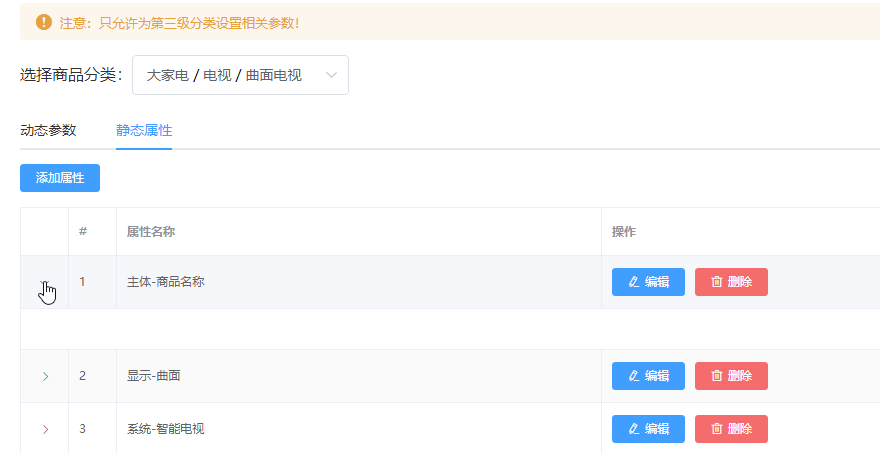 注意：只允许为第三级分类设置相关参数!
选择商品分类： 大家电 / 电视 / 曲面电视
动态参数 静态属性
添加属性
# 属性名称 操作
1 主体-商品名称 编辑 删除
2 显示-曲面 编辑 删除
3 系统-智能电视 编辑 删除